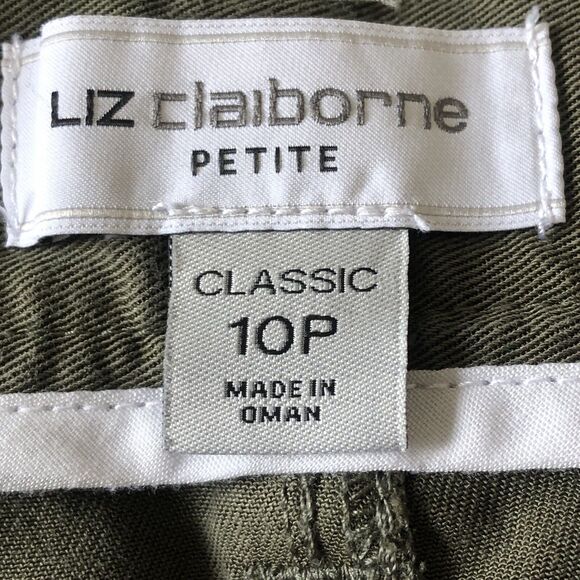 LIZ claiborne
PETITE
CLASSIC
10P
MADE IN
OMAN